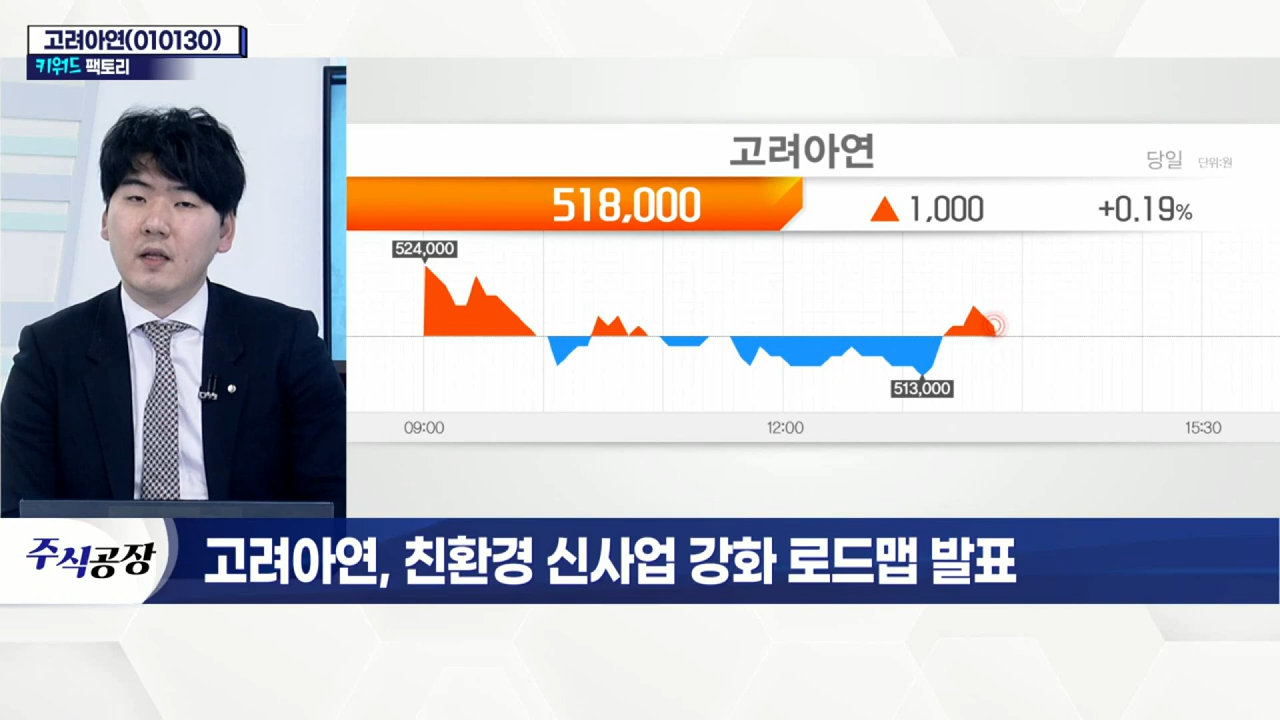 고려아연(010130)
키워드 팩토리
고려아연
당일 단위:원
518,000 ▲ 1,000 +0.19%
524,000
513,000
09:00 12:00 15:30
주식공장
고려아연, 친환경 신사업 강화 로드맵 발표